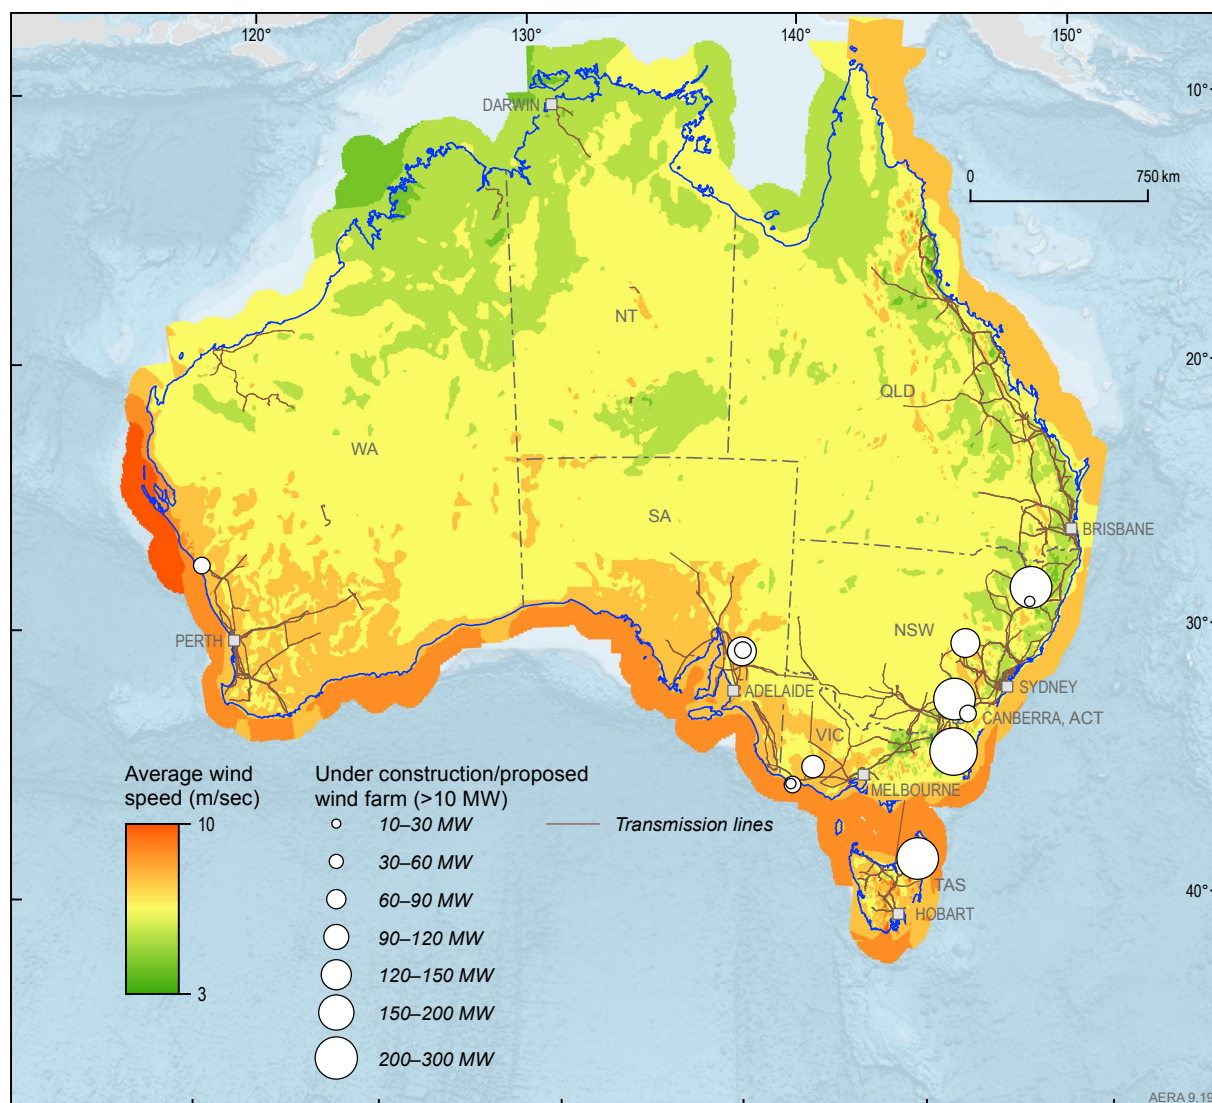 120°
130°
140°
150°
DARWIN
10°
0
750 km
NT
20°
QLD
WA
SA
BRISBANE
NSW
30°
PERTH
ADELAIDE
SYDNEY
CANBERRA, ACT
VIC
MELBOURNE
Average wind
speed (m/sec)
10
3
Under construction/proposed
wind farm (>10 MW)
10–30 MW
30–60 MW
60–90 MW
90–120 MW
120–150 MW
150–200 MW
200–300 MW
Transmission lines
TAS
40°
HOBART
AERA 9.19